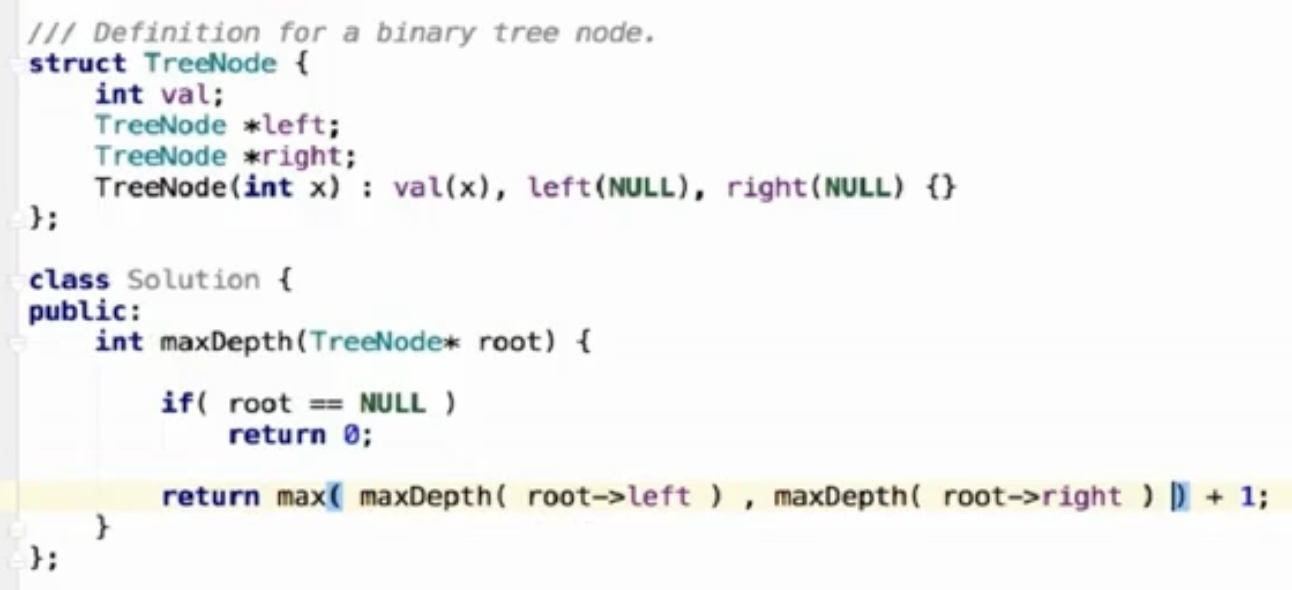 /// Definition for a binary tree node.
struct TreeNode {
    int val;
    TreeNode *left;
    TreeNode *right;
    TreeNode(int x) : val(x), left(NULL), right(NULL) {}
};

class Solution {
public:
    int maxDepth(TreeNode* root) {

        if( root == NULL )
            return 0;

        return max( maxDepth( root->left ) , maxDepth( root->right ) ) + 1;
    }
};